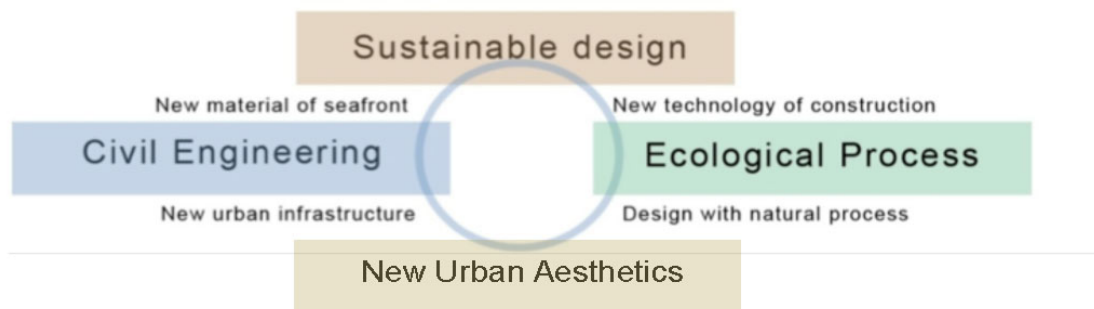 Sustainable design
New material of seafront
New technology of construction
Civil Engineering
Ecological Process
New urban infrastructure
Design with natural process
New Urban Aesthetics